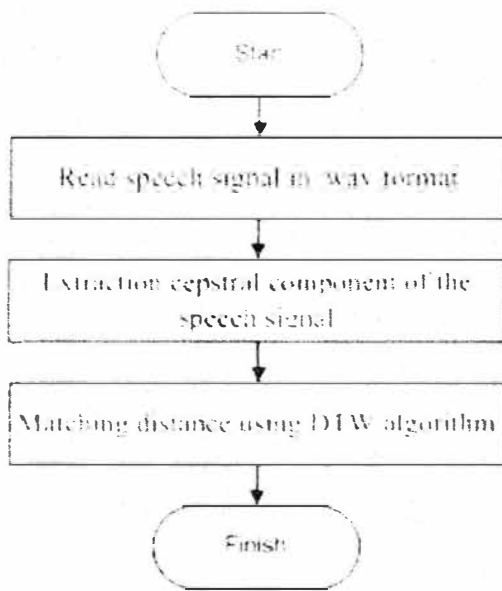 Start
Read speech signal in .wav format
Extraction cepstral component of the
speech signal
Matching distance using DTW algorithm
Finish